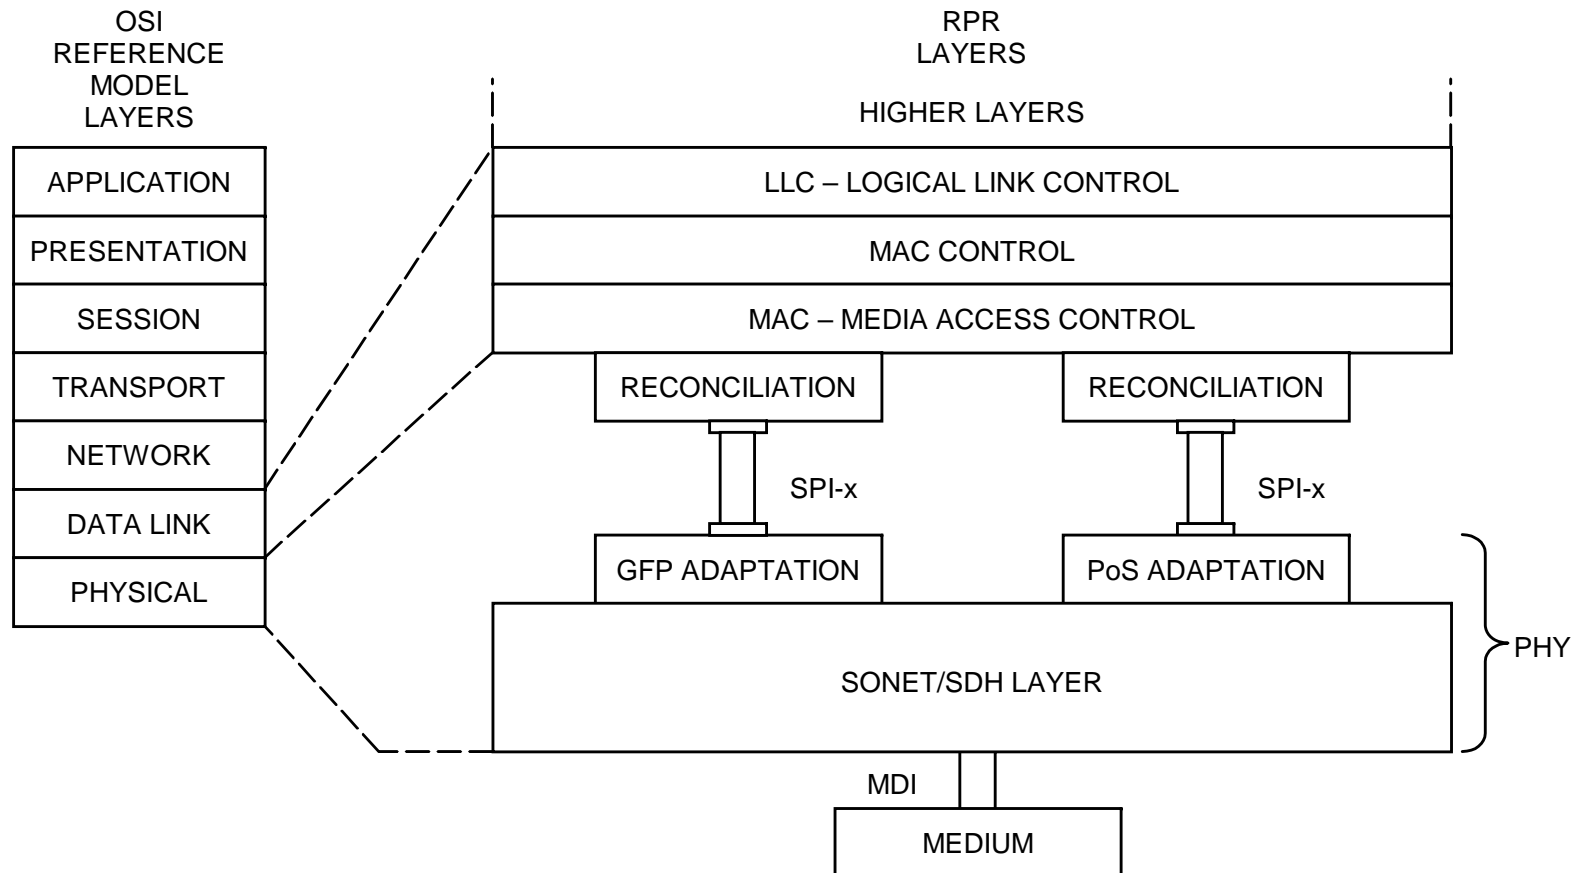 OSI
REFERENCE
MODEL
LAYERS
APPLICATION
PRESENTATION
SESSION
TRANSPORT
NETWORK
DATA LINK
PHYSICAL
RPR
LAYERS
HIGHER LAYERS
LLC – LOGICAL LINK CONTROL
MAC CONTROL
MAC – MEDIA ACCESS CONTROL
RECONCILIATION
RECONCILIATION
SPI-x
SPI-x
GFP ADAPTATION
PoS ADAPTATION
SONET/SDH LAYER
PHY
MDI
MEDIUM